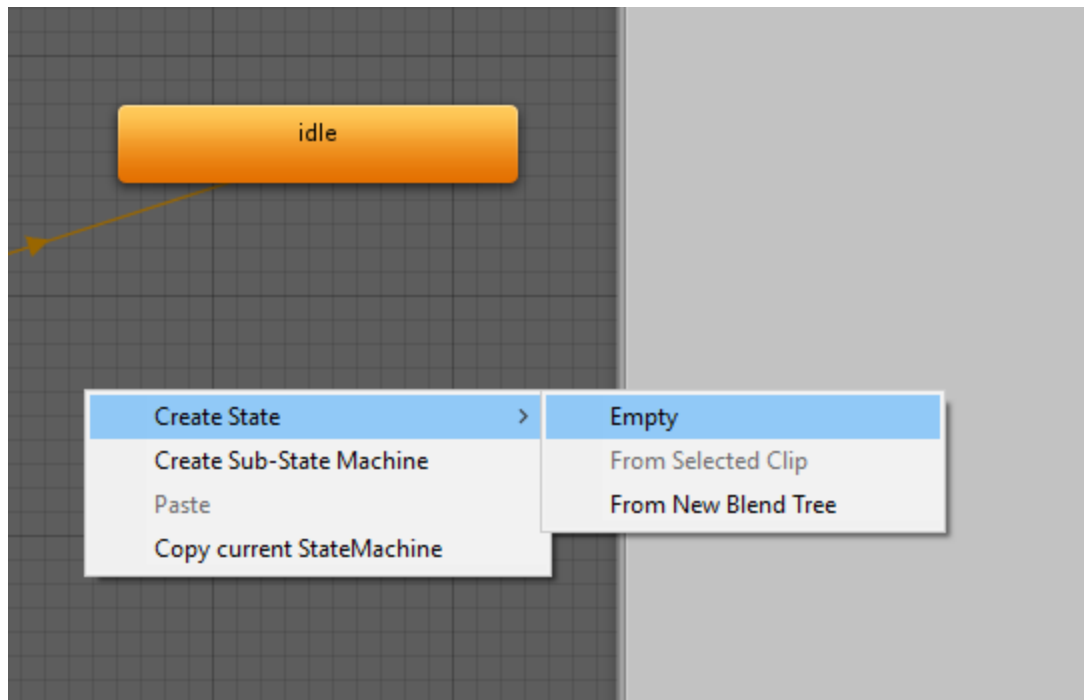 idle
Create State
Empty
Create Sub-State Machine
From Selected Clip
Paste
From New Blend Tree
Copy current StateMachine